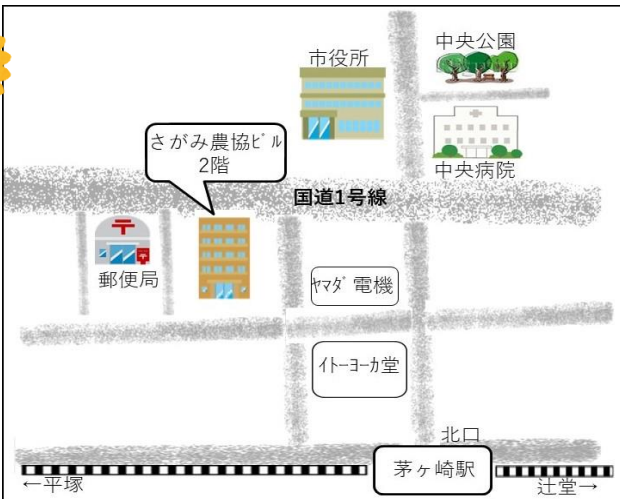 中央公園
市役所
さがみ農協ビル
2階
中央病院
国道1号線
郵便局
ヤマダ電機
イトーヨーカ堂
北口
茅ヶ崎駅
←平塚
辻堂→